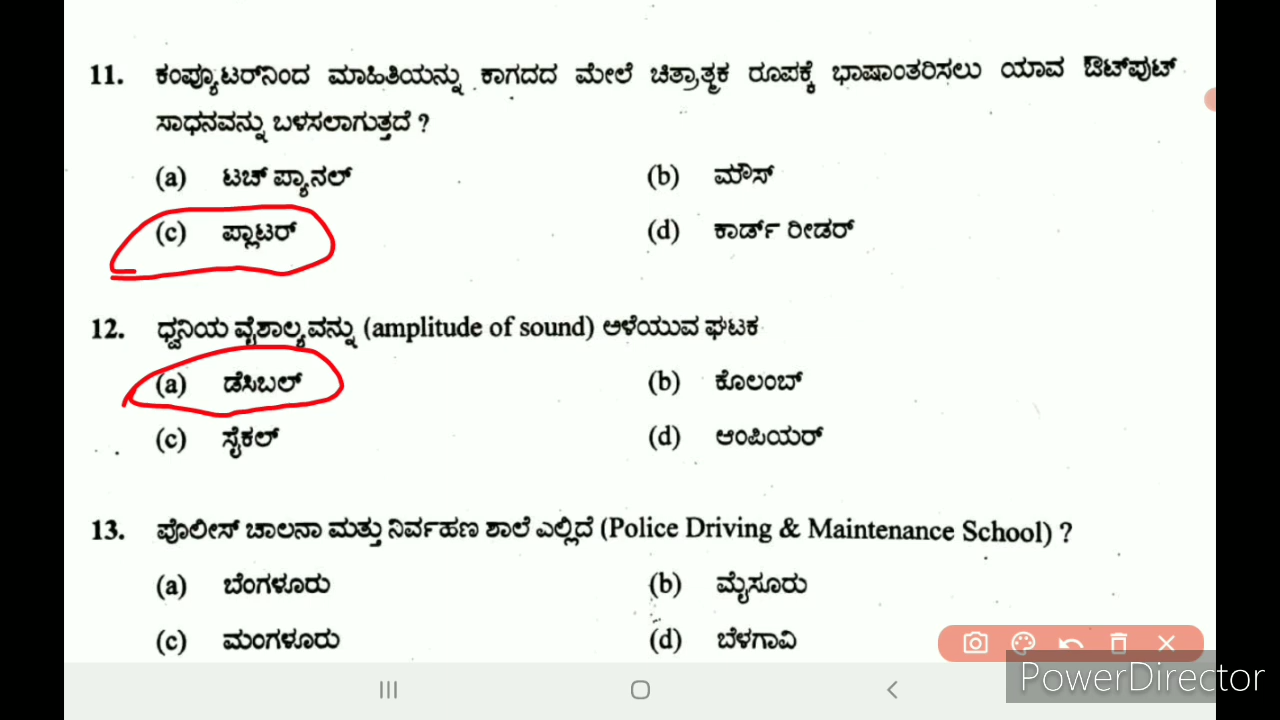 11. ಕಂಪ್ಯೂಟರ್‌ನಿಂದ ಮಾಹಿತಿಯನ್ನು ಕಾಗದದ ಮೇಲೆ ಚಿತ್ರಾತ್ಮಕ ರೂಪಕ್ಕೆ ಭಾಷಾಂತರಿಸಲು ಯಾವ ಔಟ್‌ಪುಟ್
ಸಾಧನವನ್ನು ಬಳಸಲಾಗುತ್ತದೆ ?
(a) ಟಚ್ ಪ್ಯಾನಲ್ (b) ಮೌಸ್
(c) ಪ್ಲಾಟರ್ (d) ಕಾರ್ಡ್ ರೀಡರ್
12. ಧ್ವನಿಯ ವೈಶಾಲ್ಯವನ್ನು (amplitude of sound) ಅಳೆಯುವ ಘಟಕ
(a) ಡೆಸಿಬಲ್ (b) ಕೊಲಂಬ್
(c) ಸೈಕಲ್ (d) ಆಂಪಿಯರ್
13. ಪೊಲೀಸ್ ಚಾಲನಾ ಮತ್ತು ನಿರ್ವಹಣ ಶಾಲೆ ಎಲ್ಲಿದೆ (Police Driving & Maintenance School) ?
(a) ಬೆಂಗಳೂರು (b) ಮೈಸೂರು
(c) ಮಂಗಳೂರು (d) ಬೆಳಗಾವಿ
PowerDirector